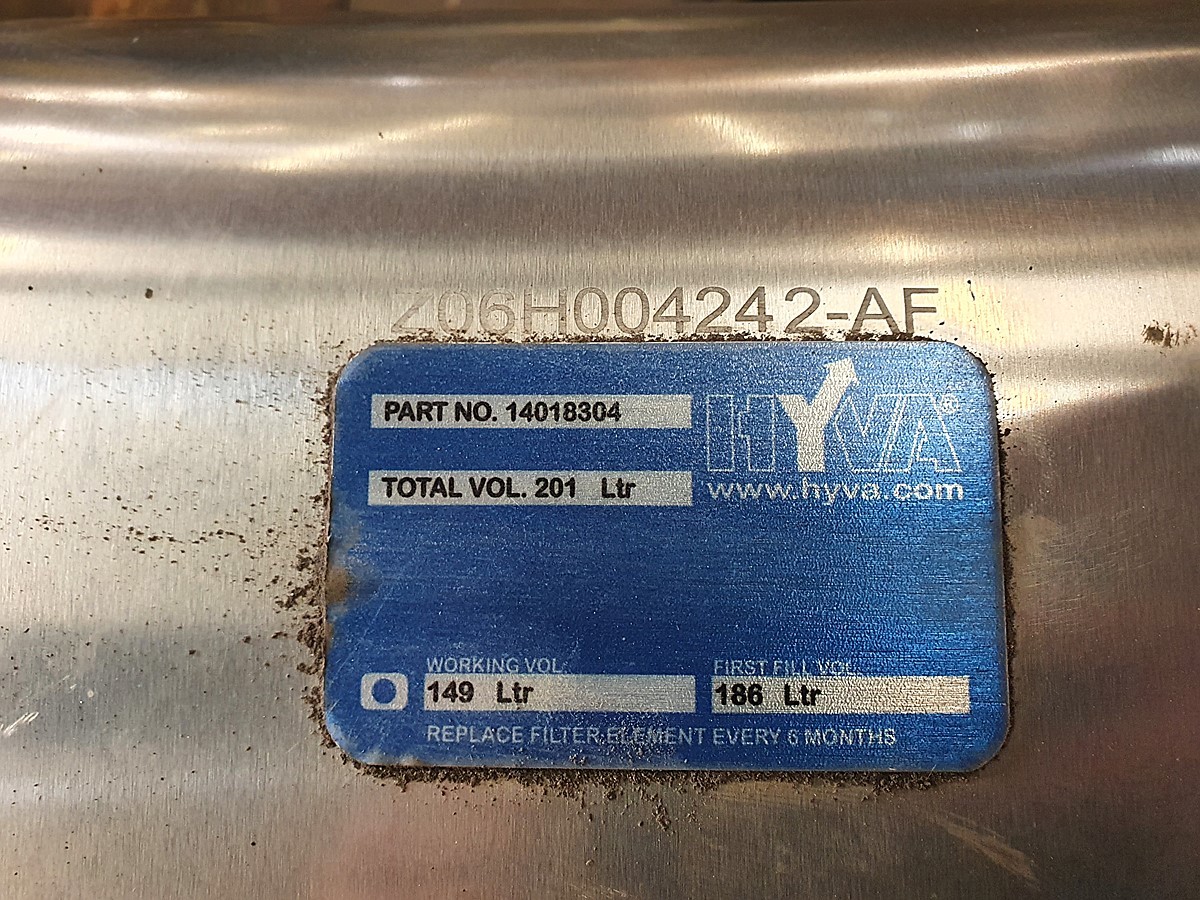 Z06H004242-AF
PART NO. 14018304
HYVA®
TOTAL VOL. 201 Ltr
www.hyva.com
WORKING VOL.
FIRST FILL VOL.
149 Ltr
186 Ltr
REPLACE FILTER ELEMENT EVERY 6 MONTHS